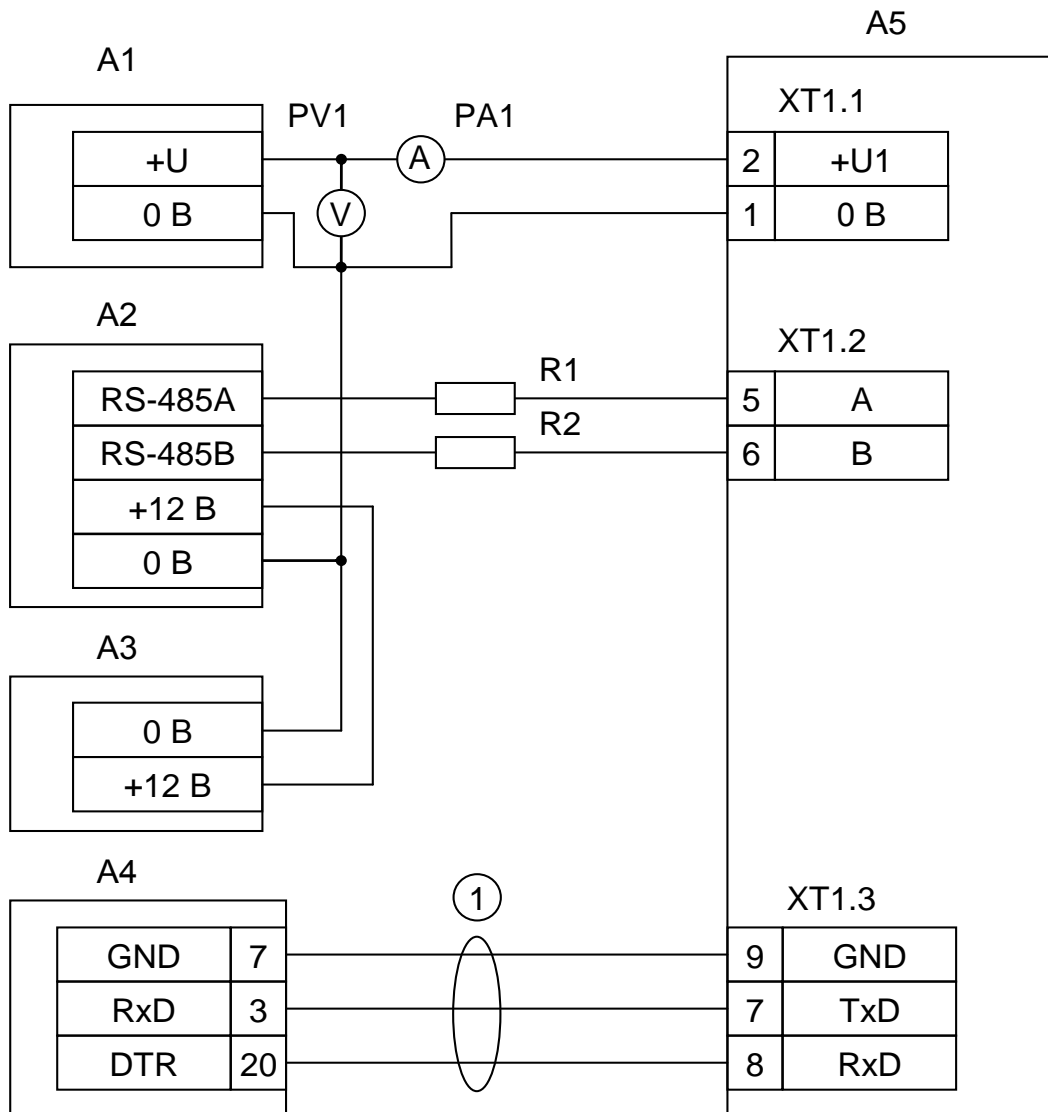 A5
A1
XT1.1
PV1
PA1
+U
A
2
+U1
0 В
V
1
0 В
A2
XT1.2
R1
RS-485A
5
A
R2
RS-485B
6
B
+12 В
0 В
A3
0 В
+12 В
A4
1
XT1.3
GND
7
9
GND
RxD
3
7
TxD
DTR
20
8
RxD